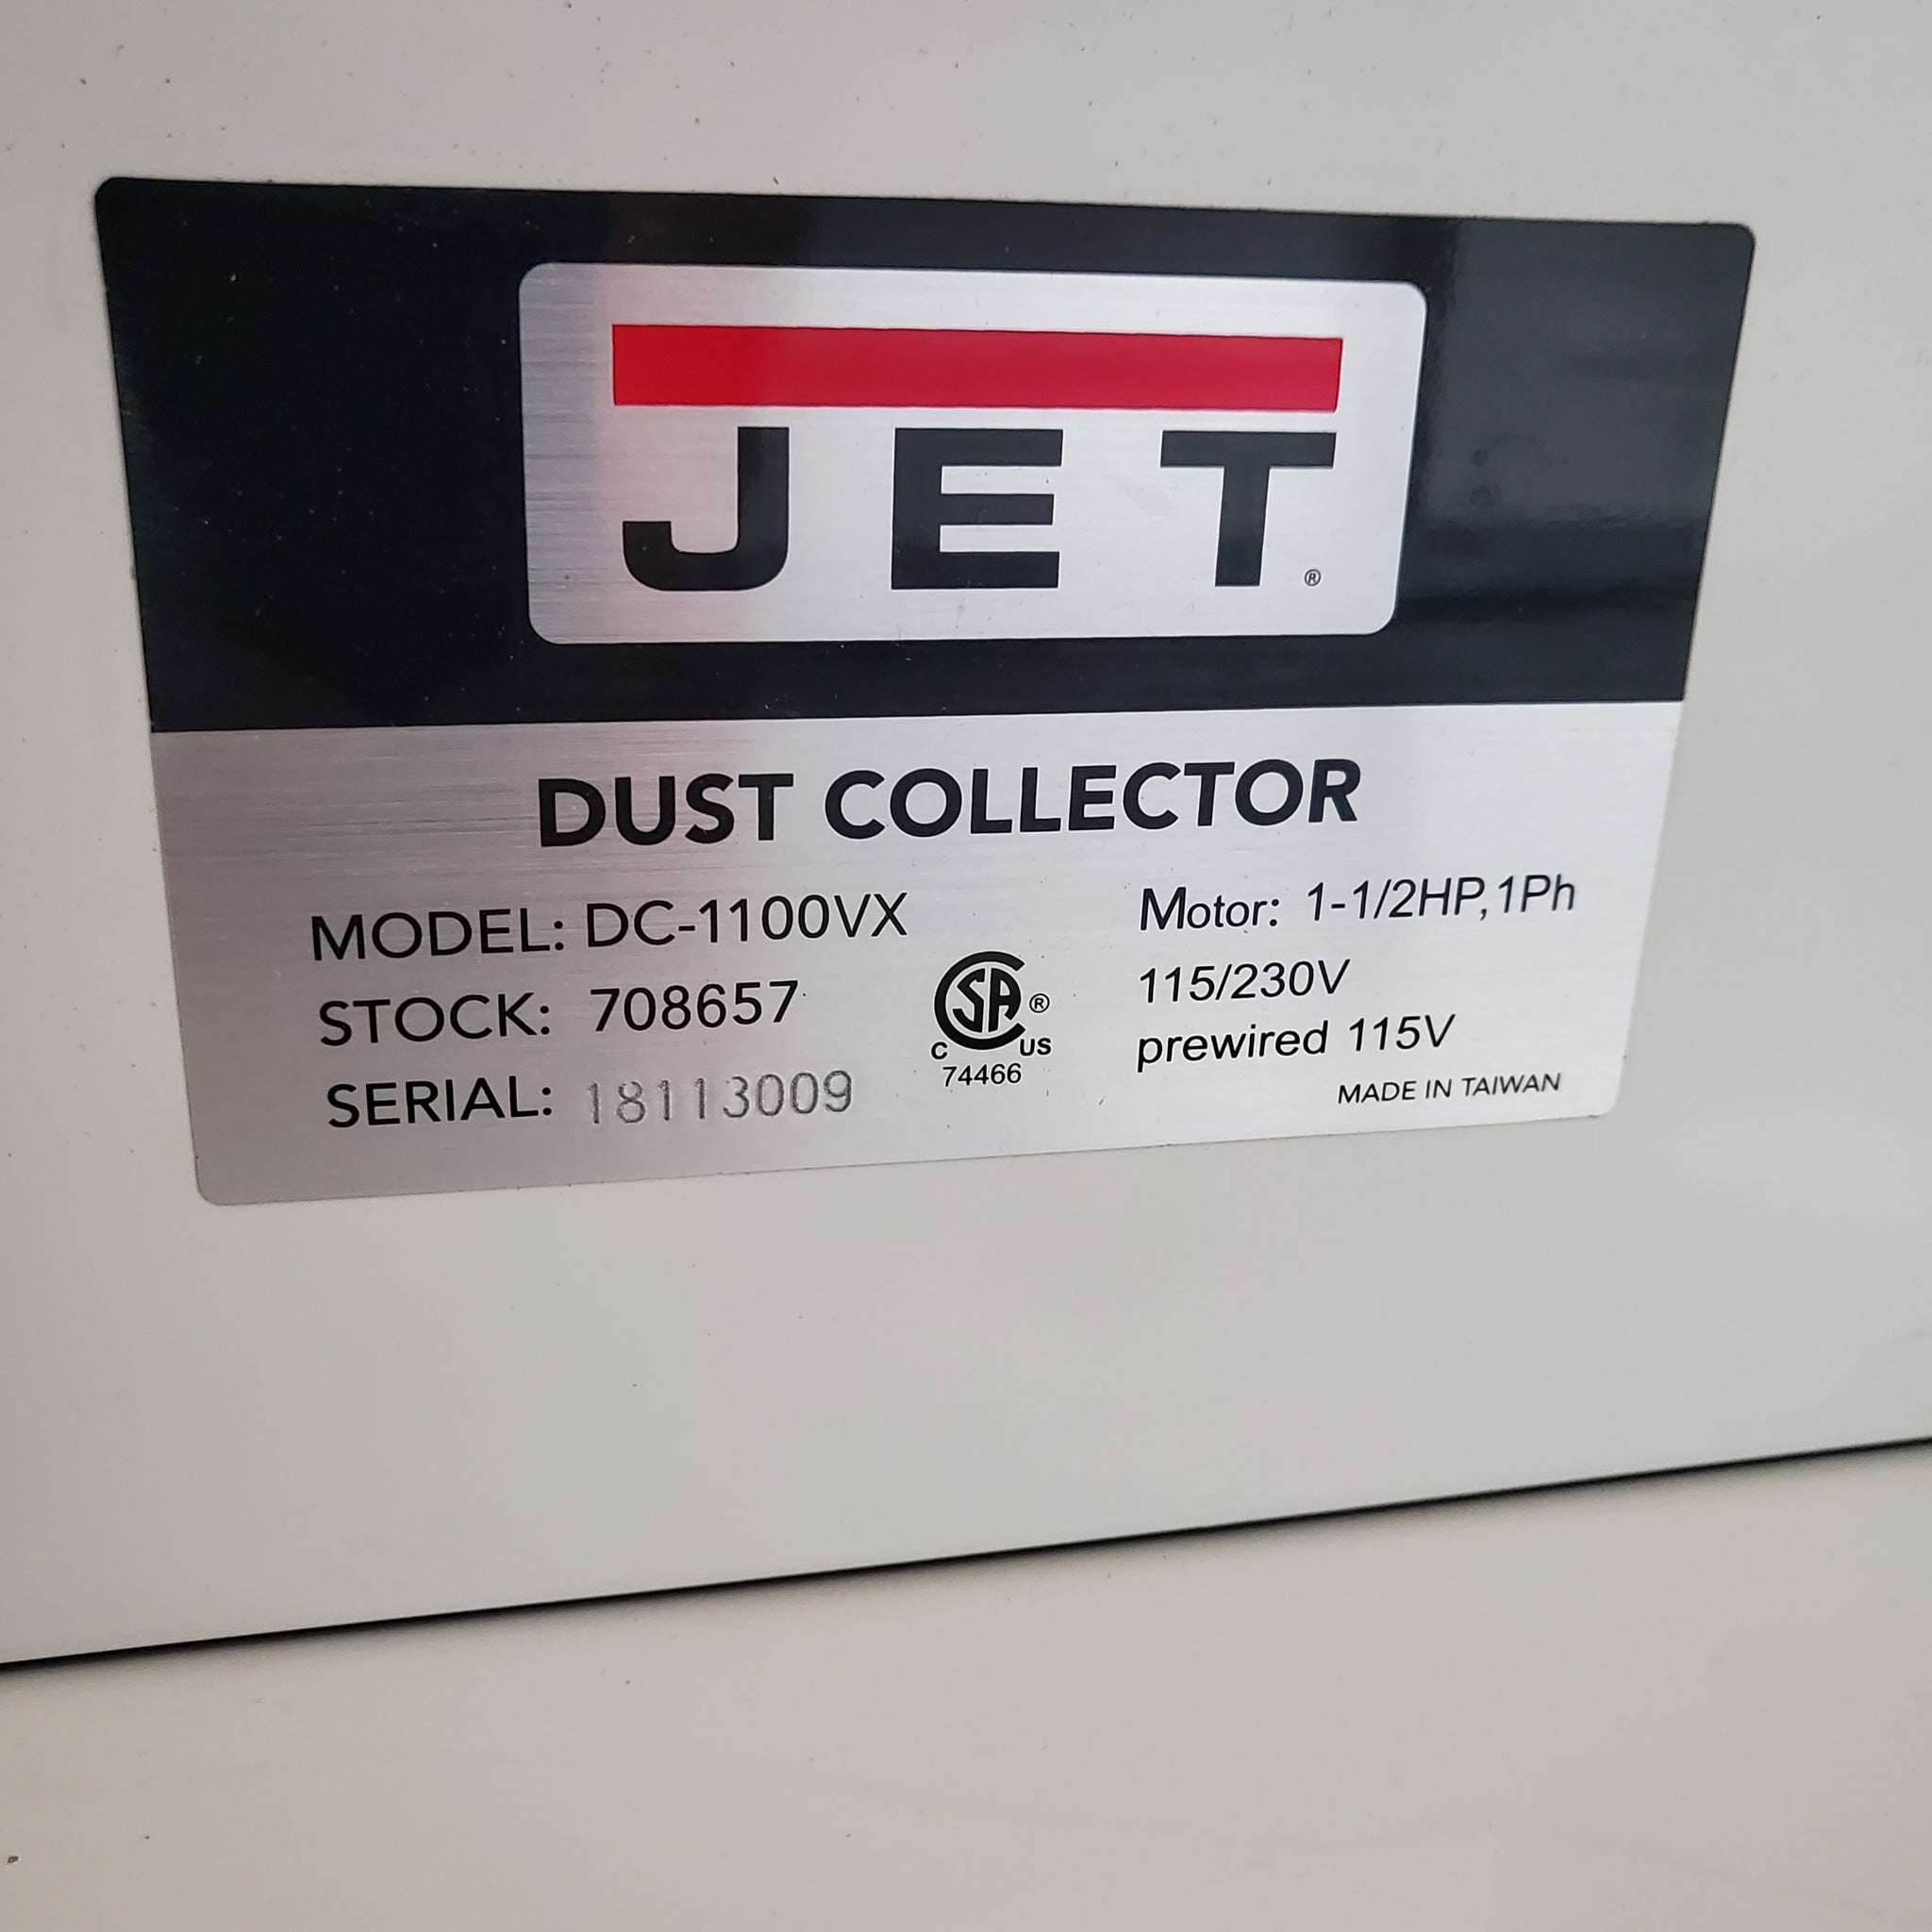 JET®
DUST COLLECTOR
MODEL: DC-1100VX
STOCK: 708657
SERIAL: 18113009
CSA®
C US
74466
Motor: 1-1/2HP,1Ph
115/230V
prewired 115V
MADE IN TAIWAN